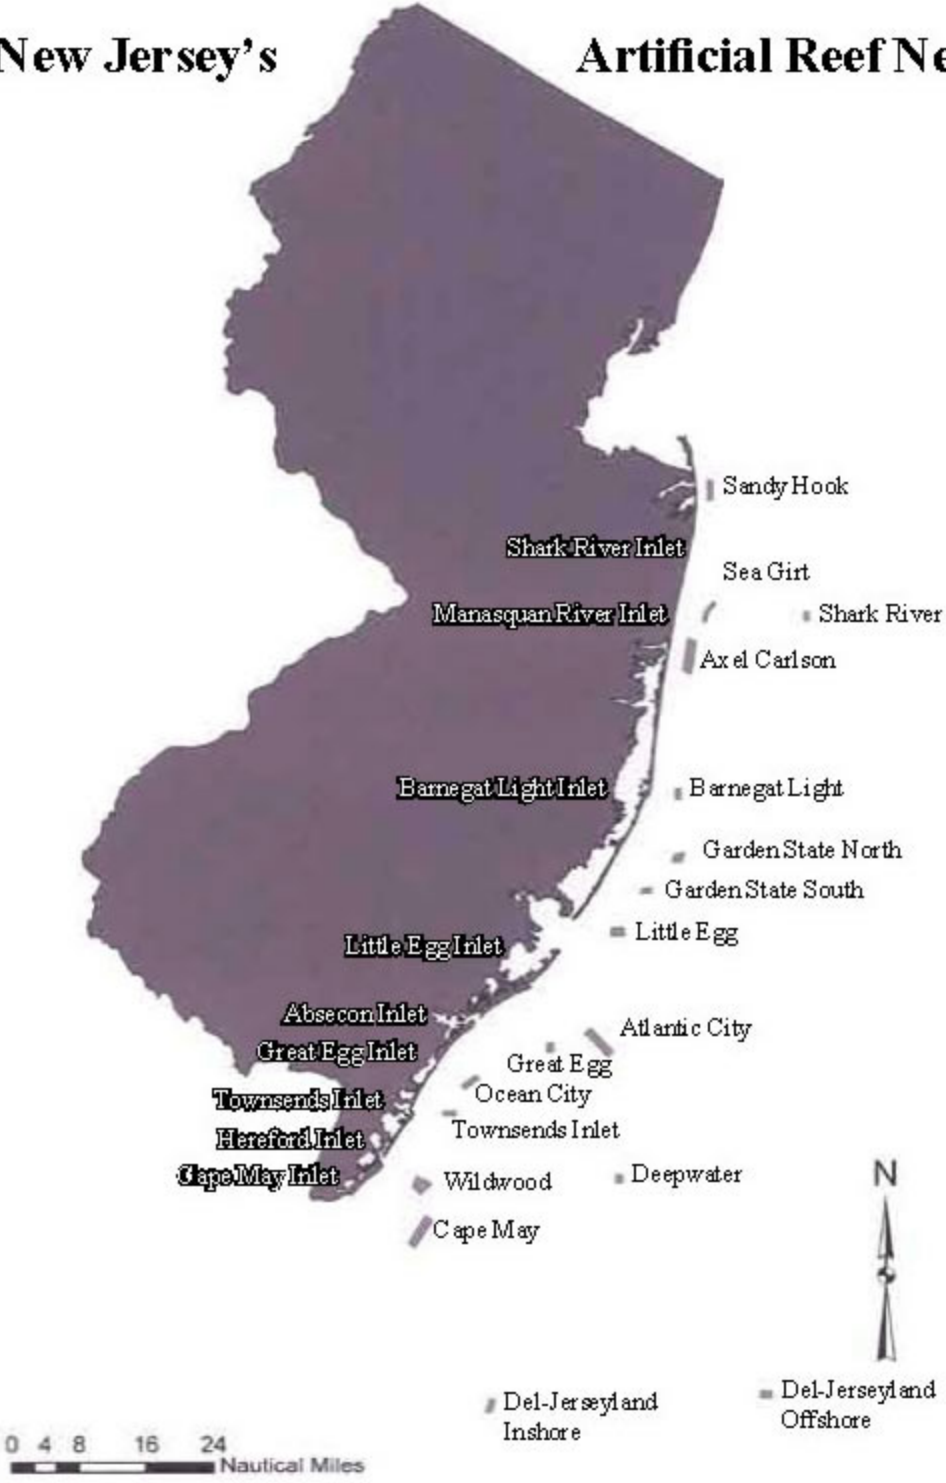 New Jersey's Artificial Reef Ne
Sandy Hook
Shark River Inlet
Sea Girt
Manasquan River Inlet
Shark River
Axel Carlson
Barnegat Light Inlet
Barnegat Light
Garden State North
Garden State South
Little Egg
Little Egg Inlet
Absecon Inlet
Atlantic City
Great Egg Inlet
Great Egg
Ocean City
Townsends Inlet
Townsends Inlet
Hereford Inlet
Cape May Inlet
Wildwood
Deepwater
N
Cape May
Del-Jerseyland
Inshore
Del-Jerseyland
Offshore
0 4 8 16 24
Nautical Miles